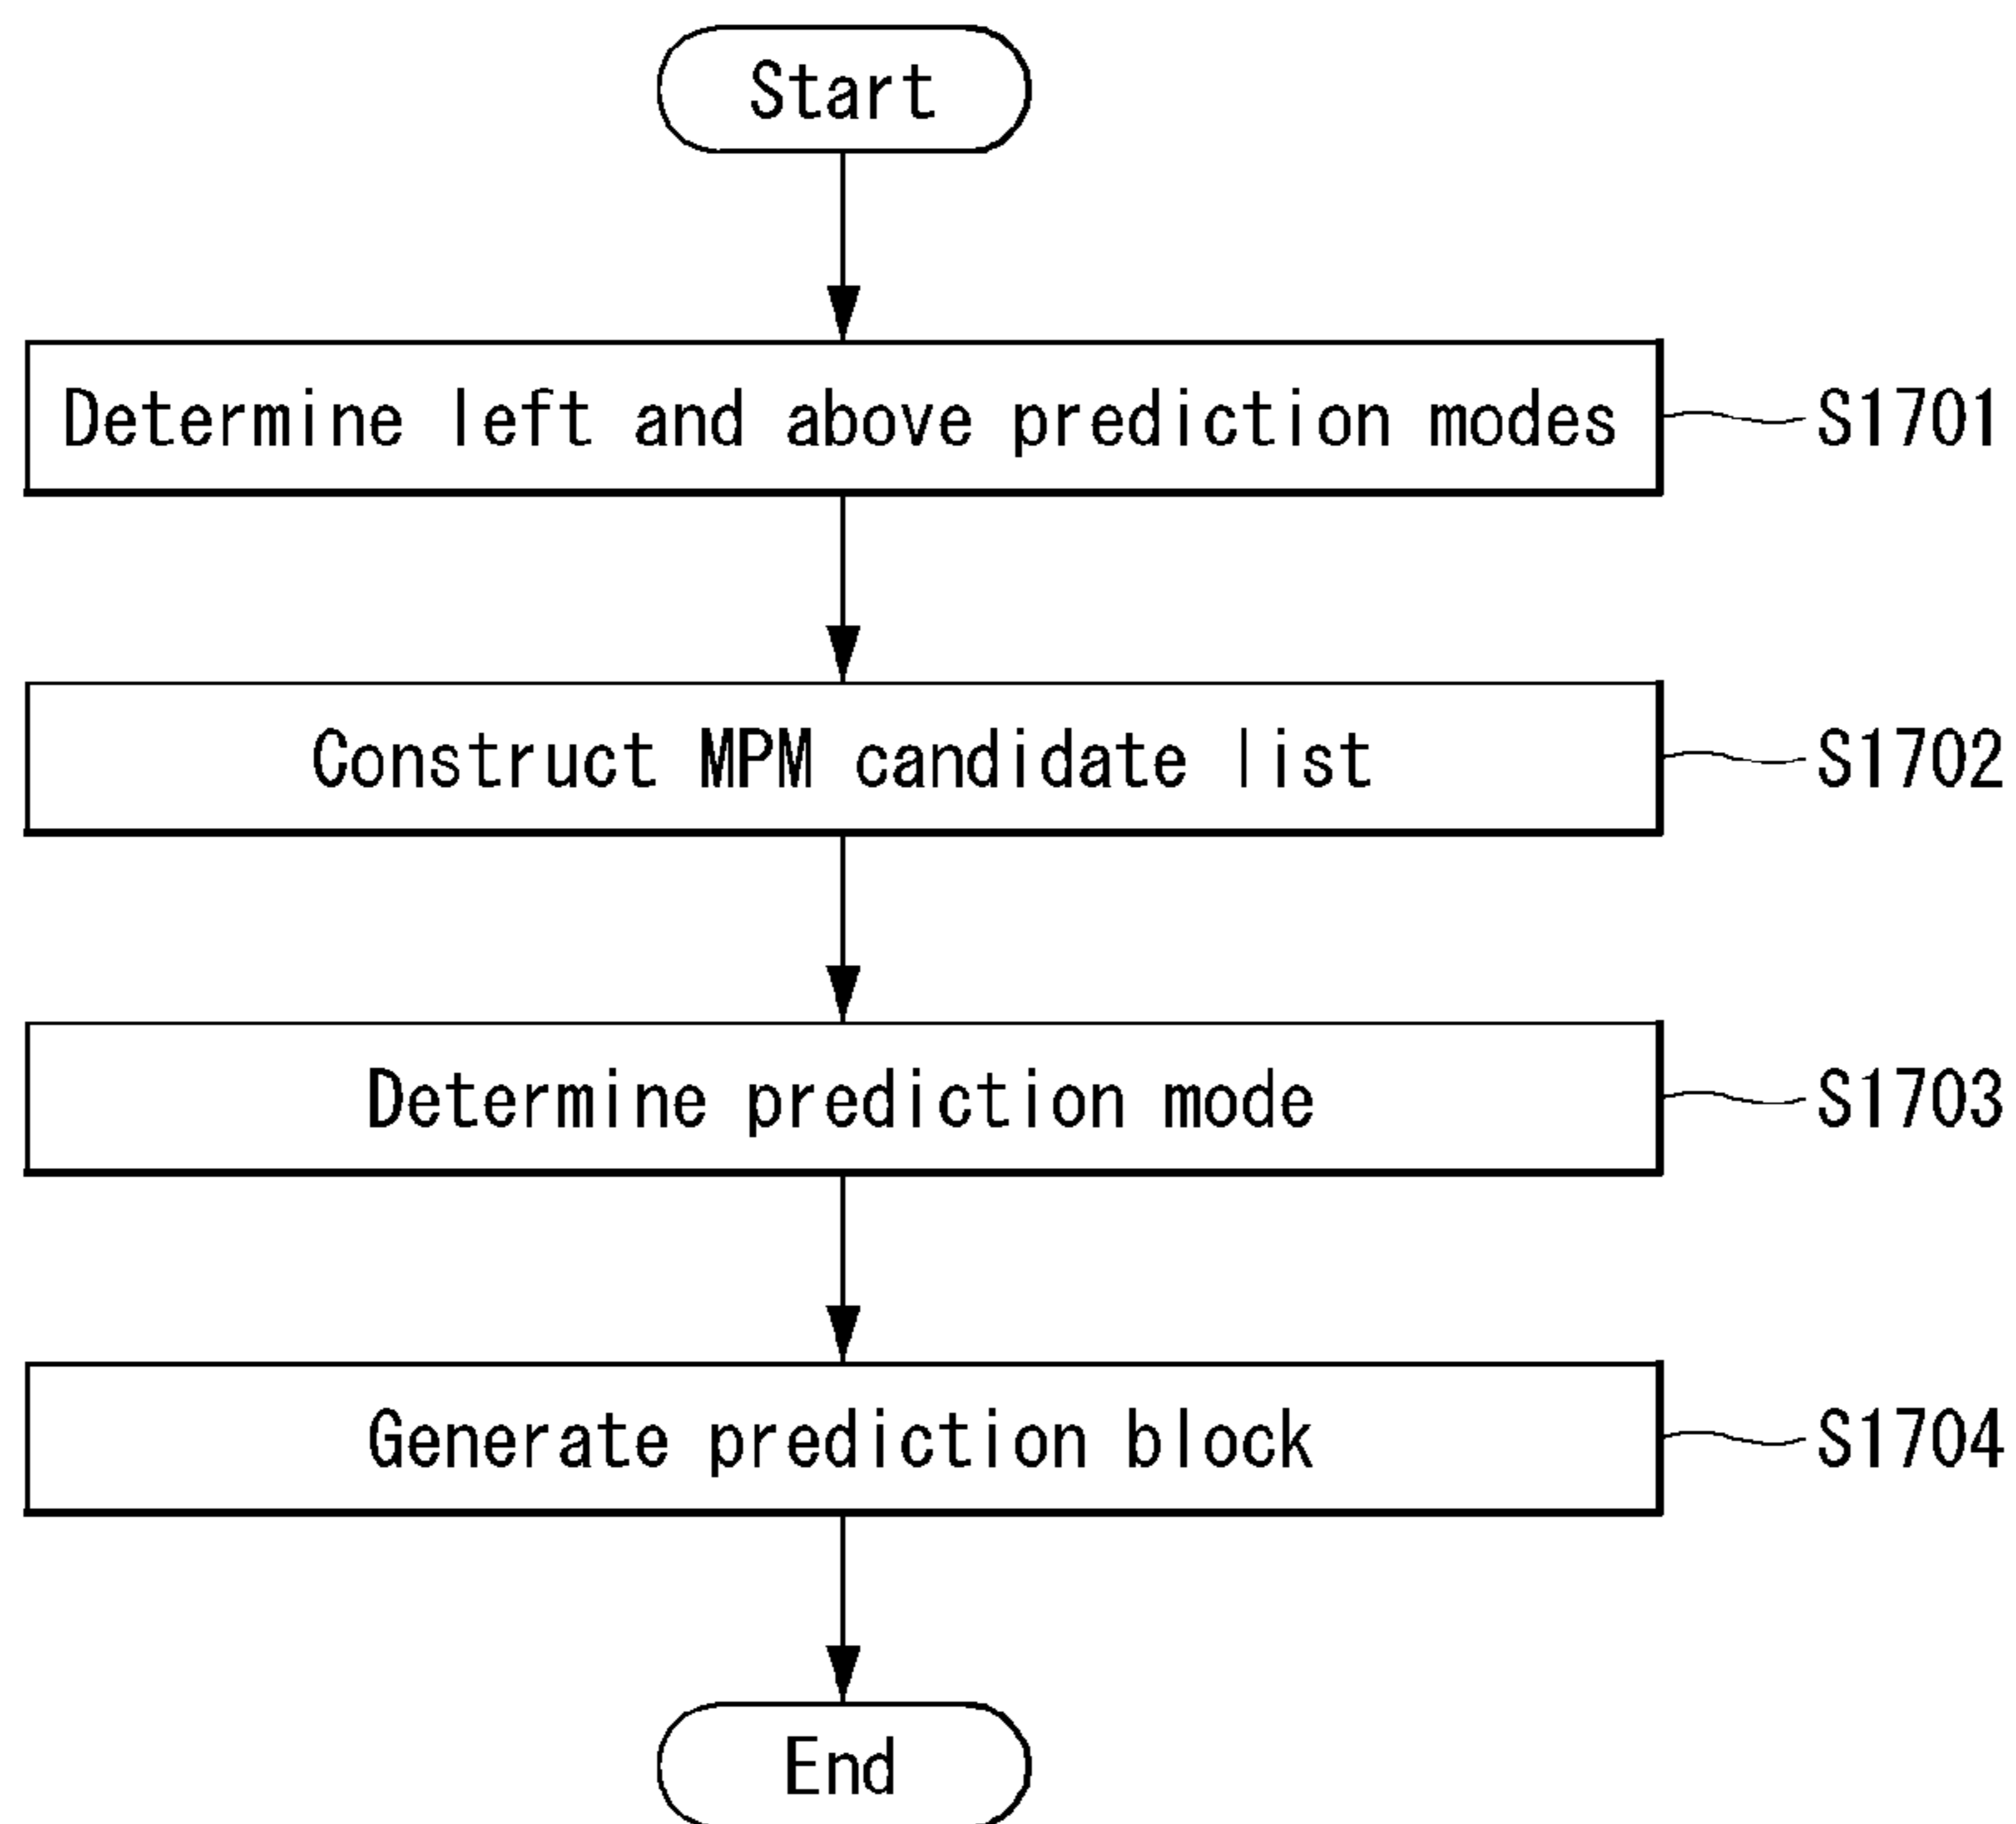 Start
Determine left and above prediction modes
S1701
Construct MPM candidate list
S1702
Determine prediction mode
S1703
Generate prediction block
S1704
End